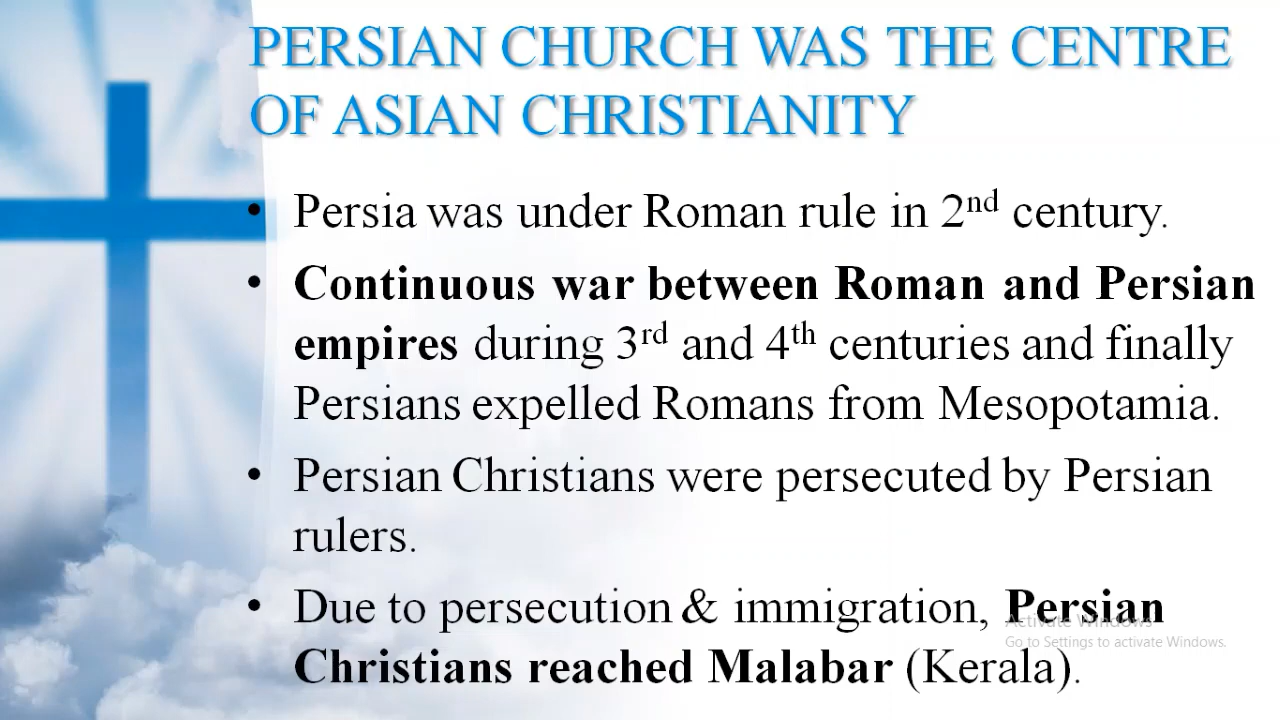 PERSIAN CHURCH WAS THE CENTRE
OF ASIAN CHRISTIANITY
• Persia was under Roman rule in 2nd century.
• Continuous war between Roman and Persian
empires during 3rd and 4th centuries and finally
Persians expelled Romans from Mesopotamia.
• Persian Christians were persecuted by Persian
rulers.
• Due to persecution & immigration, Persian
Christians reached Malabar (Kerala).
Activate Windows
Go to Settings to activate Windows.